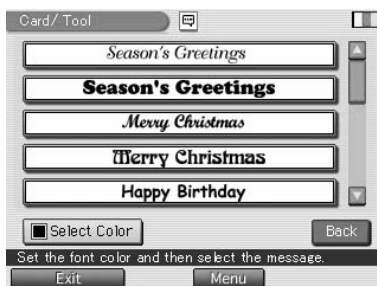 Card/ Tool
Season's Greetings
Season's Greetings
Merry Christmas
Merry Christmas
Happy Birthday
Select Color
Back
Set the font color and then select the message.
Exit
Menu